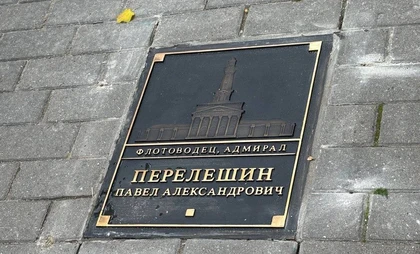 ФЛОТОВОДЕЦ, АДМИРАЛ
ПЕРЕЛЕШИН
ПАВЕЛ АЛЕКСАНДРОВИЧ